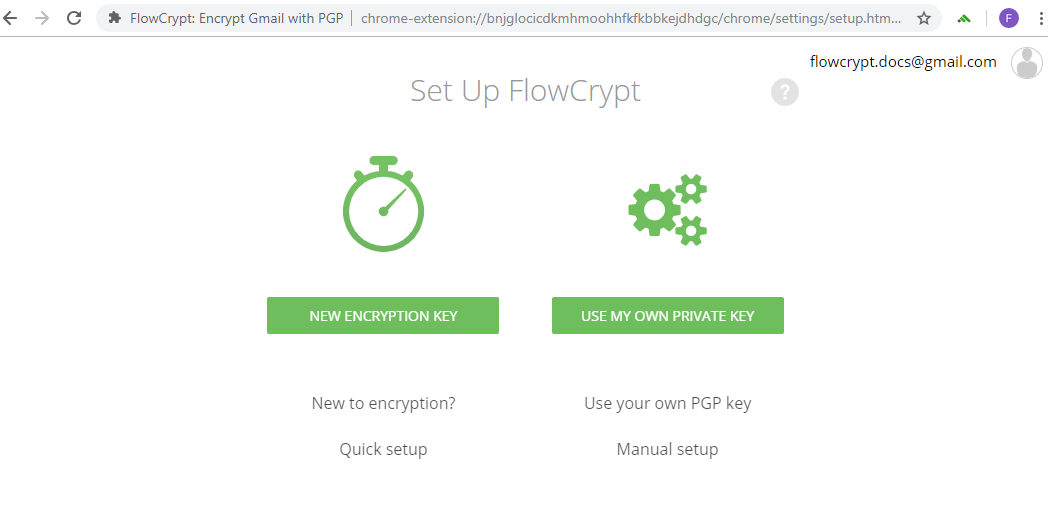 FlowCrypt: Encrypt Gmail with PGP
chrome-extension://bnjglocicdkmhmoohhfkfkbbkejdhdgc/chrome/settings/setup.htm...
F
flowcrypt.docs@gmail.com
Set Up FlowCrypt
?
NEW ENCRYPTION KEY
USE MY OWN PRIVATE KEY
New to encryption?
Use your own PGP key
Quick setup
Manual setup